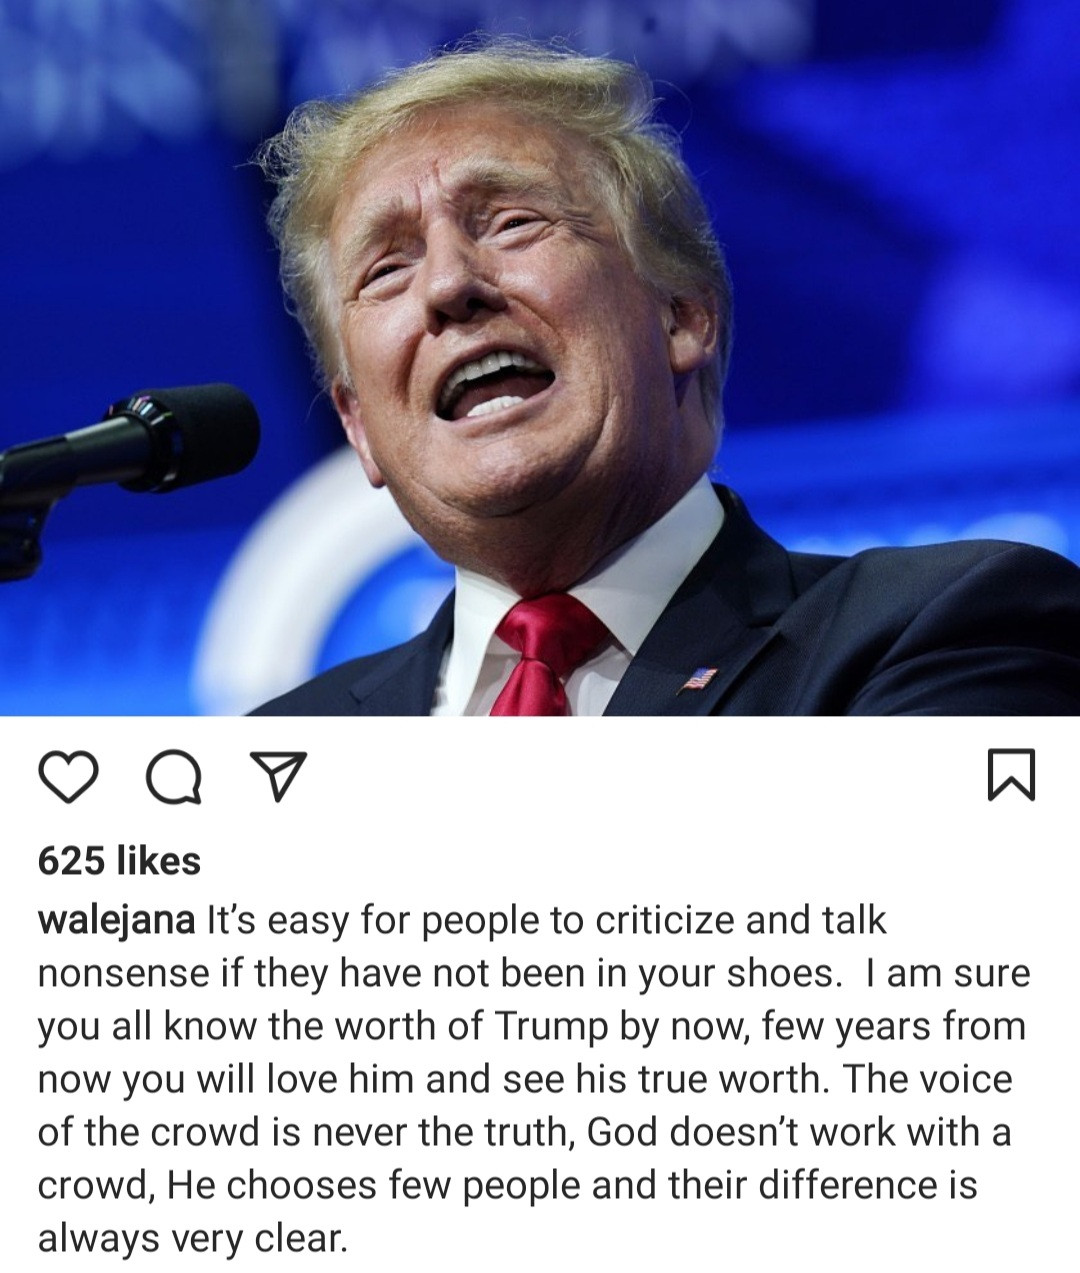 625 likes
walejana It’s easy for people to criticize and talk
nonsense if they have not been in your shoes.  I am sure
you all know the worth of Trump by now, few years from
now you will love him and see his true worth. The voice
of the crowd is never the truth, God doesn’t work with a
crowd, He chooses few people and their difference is
always very clear.